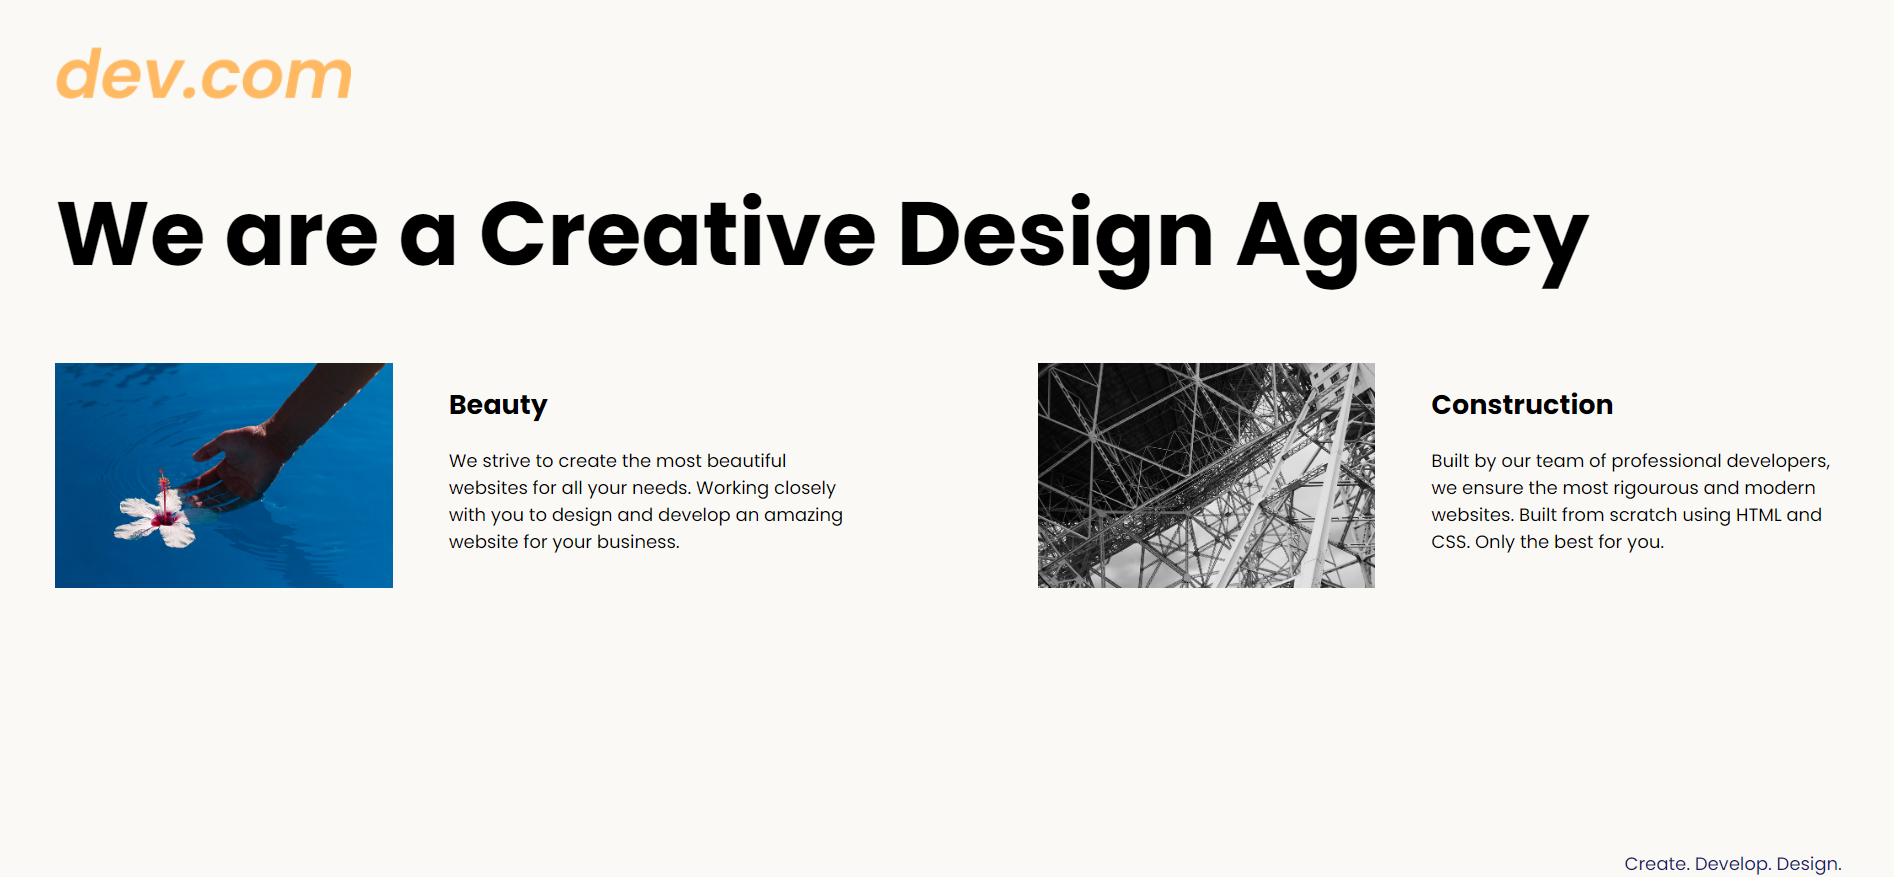 dev.com
We are a Creative Design Agency
Beauty
We strive to create the most beautiful
websites for all your needs. Working closely
with you to design and develop an amazing
website for your business.
Construction
Built by our team of professional developers,
we ensure the most rigourous and modern
websites. Built from scratch using HTML and
CSS. Only the best for you.
Create. Develop. Design.